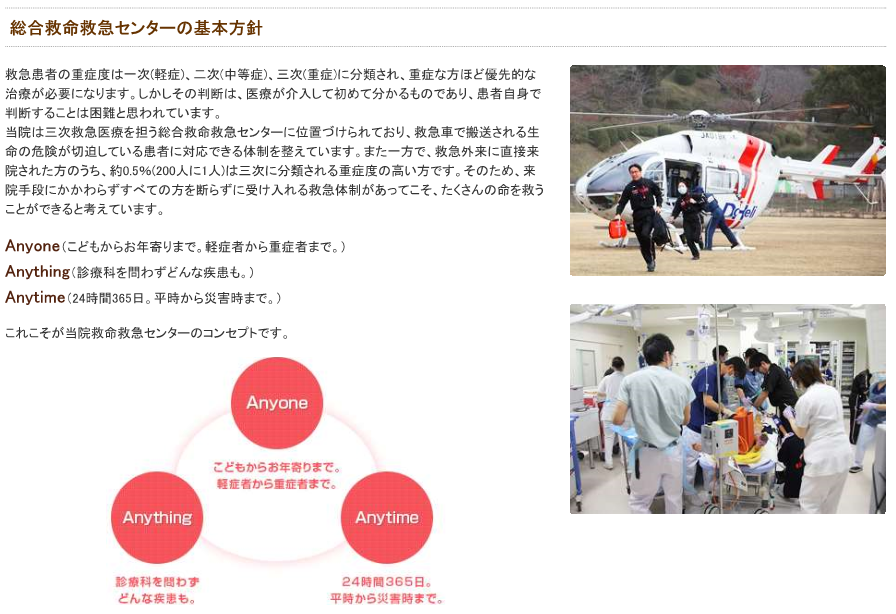 総合救命救急センターの基本方針
救急患者の重症度は一次(軽症)、二次(中等症)、三次(重症)に分類され、重症な方ほど優先的な
治療が必要になります。しかしその判断は、医療が介入して初めて分かるものであり、患者自身で
判断することは困難と思われています。
当院は三次救急医療を担う総合救命救急センターに位置づけられており、救急車で搬送される生
命の危険が切迫している患者に対応できる体制を整えています。また一方で、救急外来に直接来
院された方のうち、約0.5%(200人に1人)は三次に分類される重症度の高い方です。そのため、来
院手段にかかわらずすべての方を断らずに受け入れる救急体制があってこそ、たくさんの命を救う
ことができると考えています。
Anyone(こどもからお年寄りまで。軽症者から重症者まで。)
Anything(診療科を問わずどんな疾患も。)
Anytime(24時間365日。平時から災害時まで。)
これこそが当院救命救急センターのコンセプトです。
Anyone
こどもからお年寄りまで。
軽症者から重症者まで。
Anything
診療科を問わず
どんな疾患も。
Anytime
24時間365日。
平時から災害時まで。